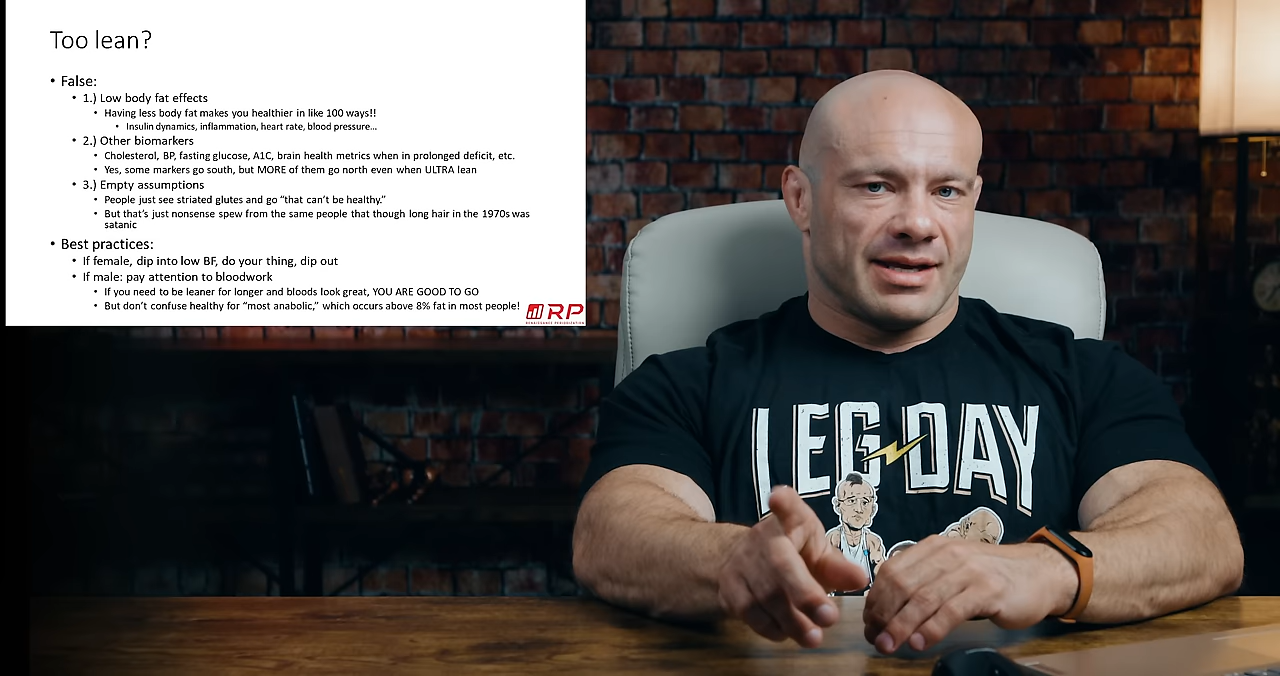 Too lean?
• False:
• 1.) Low body fat effects
• Having less body fat makes you healthier in like 100 ways!!
• Insulin dynamics, inflammation, heart rate, blood pressure…
• 2.) Other biomarkers
• Cholesterol, BP, fasting glucose, A1C, brain health metrics when in prolonged deficit, etc.
• Yes, some markers go south, but MORE of them go north even when ULTRA lean
• 3.) Empty assumptions
• People just see striated glutes and go “that can’t be healthy.”
• But that’s just nonsense spew from the same people that though long hair in the 1970s was
satanic
• Best practices:
• If female, dip into low BF, do your thing, dip out
• If male: pay attention to bloodwork
• If you need to be leaner for longer and bloods look great, YOU ARE GOOD TO GO
• But don’t confuse healthy for “most anabolic,” which occurs above 8% fat in most people!
RP
RENAISSANCE PERIODIZATION
LEG DAY